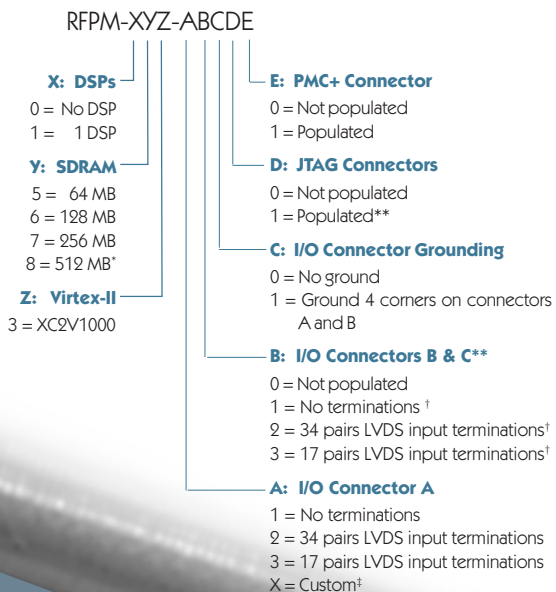 RFPM-XYZ-ABCDE
X: DSPs
0 = No DSP
1 = 1 DSP
Y: SDRAM
5 = 64 MB
6 = 128 MB
7 = 256 MB
8 = 512 MB*
Z: Virtex-II
3 = XC2V1000
E: PMC+ Connector
0 = Not populated
1 = Populated
D: JTAG Connectors
0 = Not populated
1 = Populated**
C: I/O Connector Grounding
0 = No ground
1 = Ground 4 corners on connectors
A and B
B: I/O Connectors B & C**
0 = Not populated
1 = No terminations †
2 = 34 pairs LVDS input terminations†
3 = 17 pairs LVDS input terminations†
A: I/O Connector A
1 = No terminations
2 = 34 pairs LVDS input terminations
3 = 17 pairs LVDS input terminations
X = Custom‡